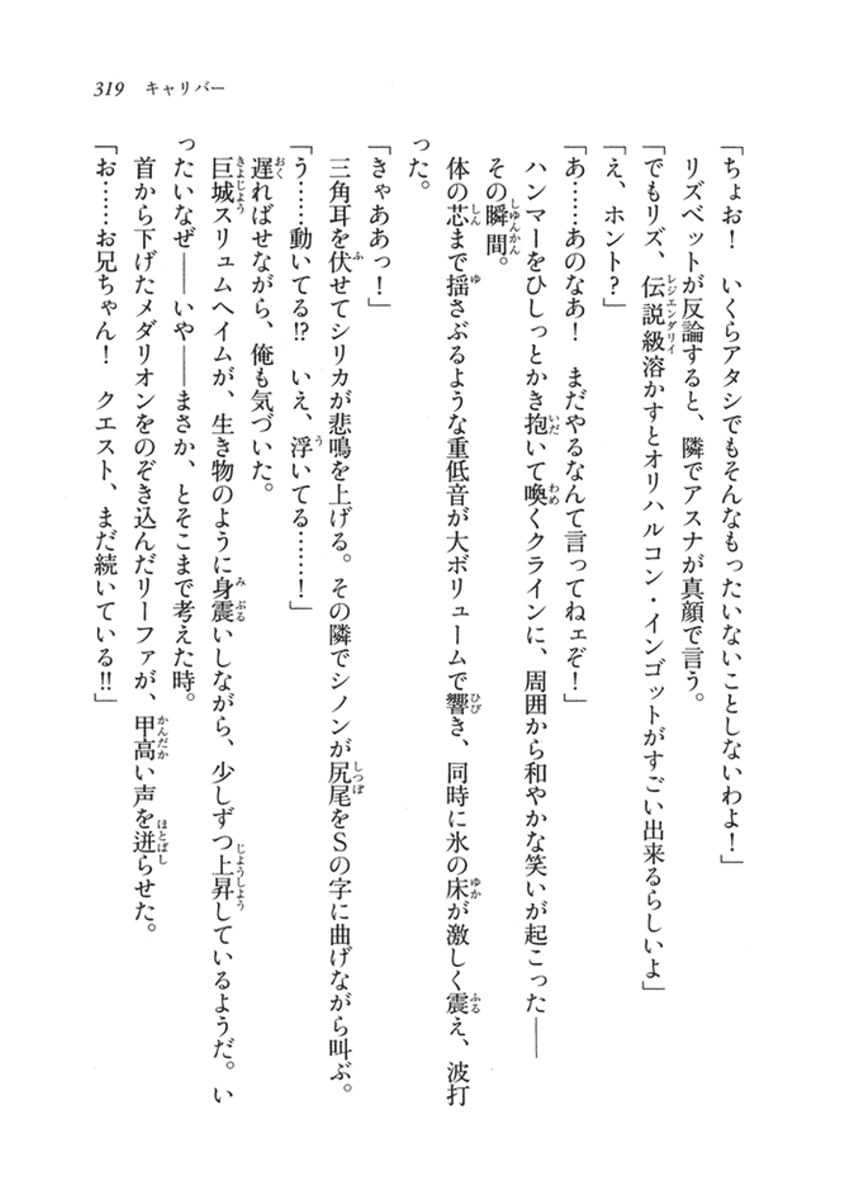 319 キャリバー
「ちょお！　いくらアタシでもそんなもったいないことしないわよ！」
リズベットが反論すると、隣でアスナが真顔で言う。
「でもリズ、伝説級溶かすとオリハルコン・インゴットがすごい出来るらしいよ」
「え、ホント？」
「あ……あのなあ！　まだやるなんて言ってねェぞ！」
ハンマーをひしっとかき抱いて喚くクラインに、周囲から和やかな笑いが起こった――
その瞬間。
体の芯まで揺さぶるような重低音が大ボリュームで響き、同時に氷の床が激しく震え、波打
った。
「きゃああっ！」
三角耳を伏せてシリカが悲鳴を上げる。その隣でシノンが尻尾をＳの字に曲げながら叫ぶ。
「う……動いてる!?　いえ、浮いてる……！」
遅ればせながら、俺も気づいた。
巨城スリュムヘイムが、生き物のように身震いしながら、少しずつ上昇しているようだ。い
ったいなぜ――いや――まさか、とそこまで考えた時。
首から下げたメダリオンをのぞき込んだリーファが、甲高い声を迸らせた。
「お……お兄ちゃん！　クエスト、まだ続いている!!」